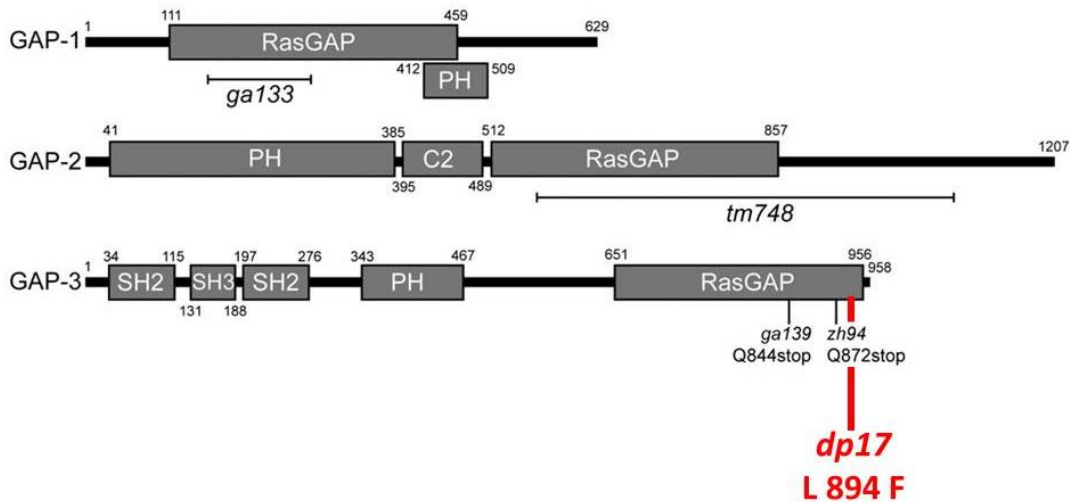 111 459
GAP-1 1 RasGAP 629
412 PH 509
ga133
41 385 512 857
GAP-2 PH C2 RasGAP 1207
395 489
tm748
34 115 197 276 343 467 651 956
GAP-3 1 SH2 SH3 SH2 PH RasGAP 958
131 188
ga139 zh94
Q844stop Q872stop
dp17
L 894 F